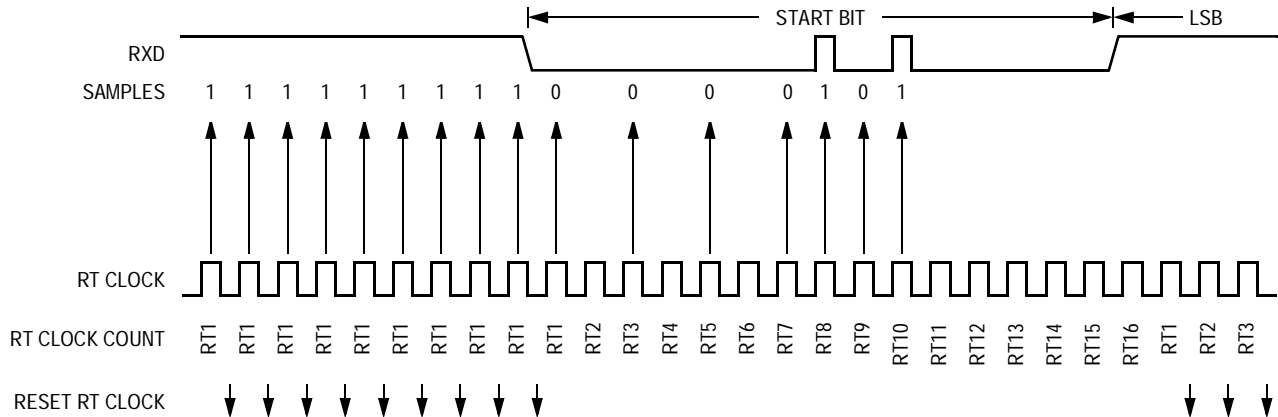 START BIT LSB
RXD
SAMPLES 1 1 1 1 1 1 1 1 1 0 0 0 0 1 0 1
RT CLOCK
RT CLOCK COUNT RT1 RT1 RT1 RT1 RT1 RT1 RT1 RT1 RT1 RT1 RT2 RT3 RT4 RT5 RT6 RT7 RT8 RT9 RT10 RT11 RT12 RT13 RT14 RT15 RT16 RT1 RT2 RT3
RESET RT CLOCK